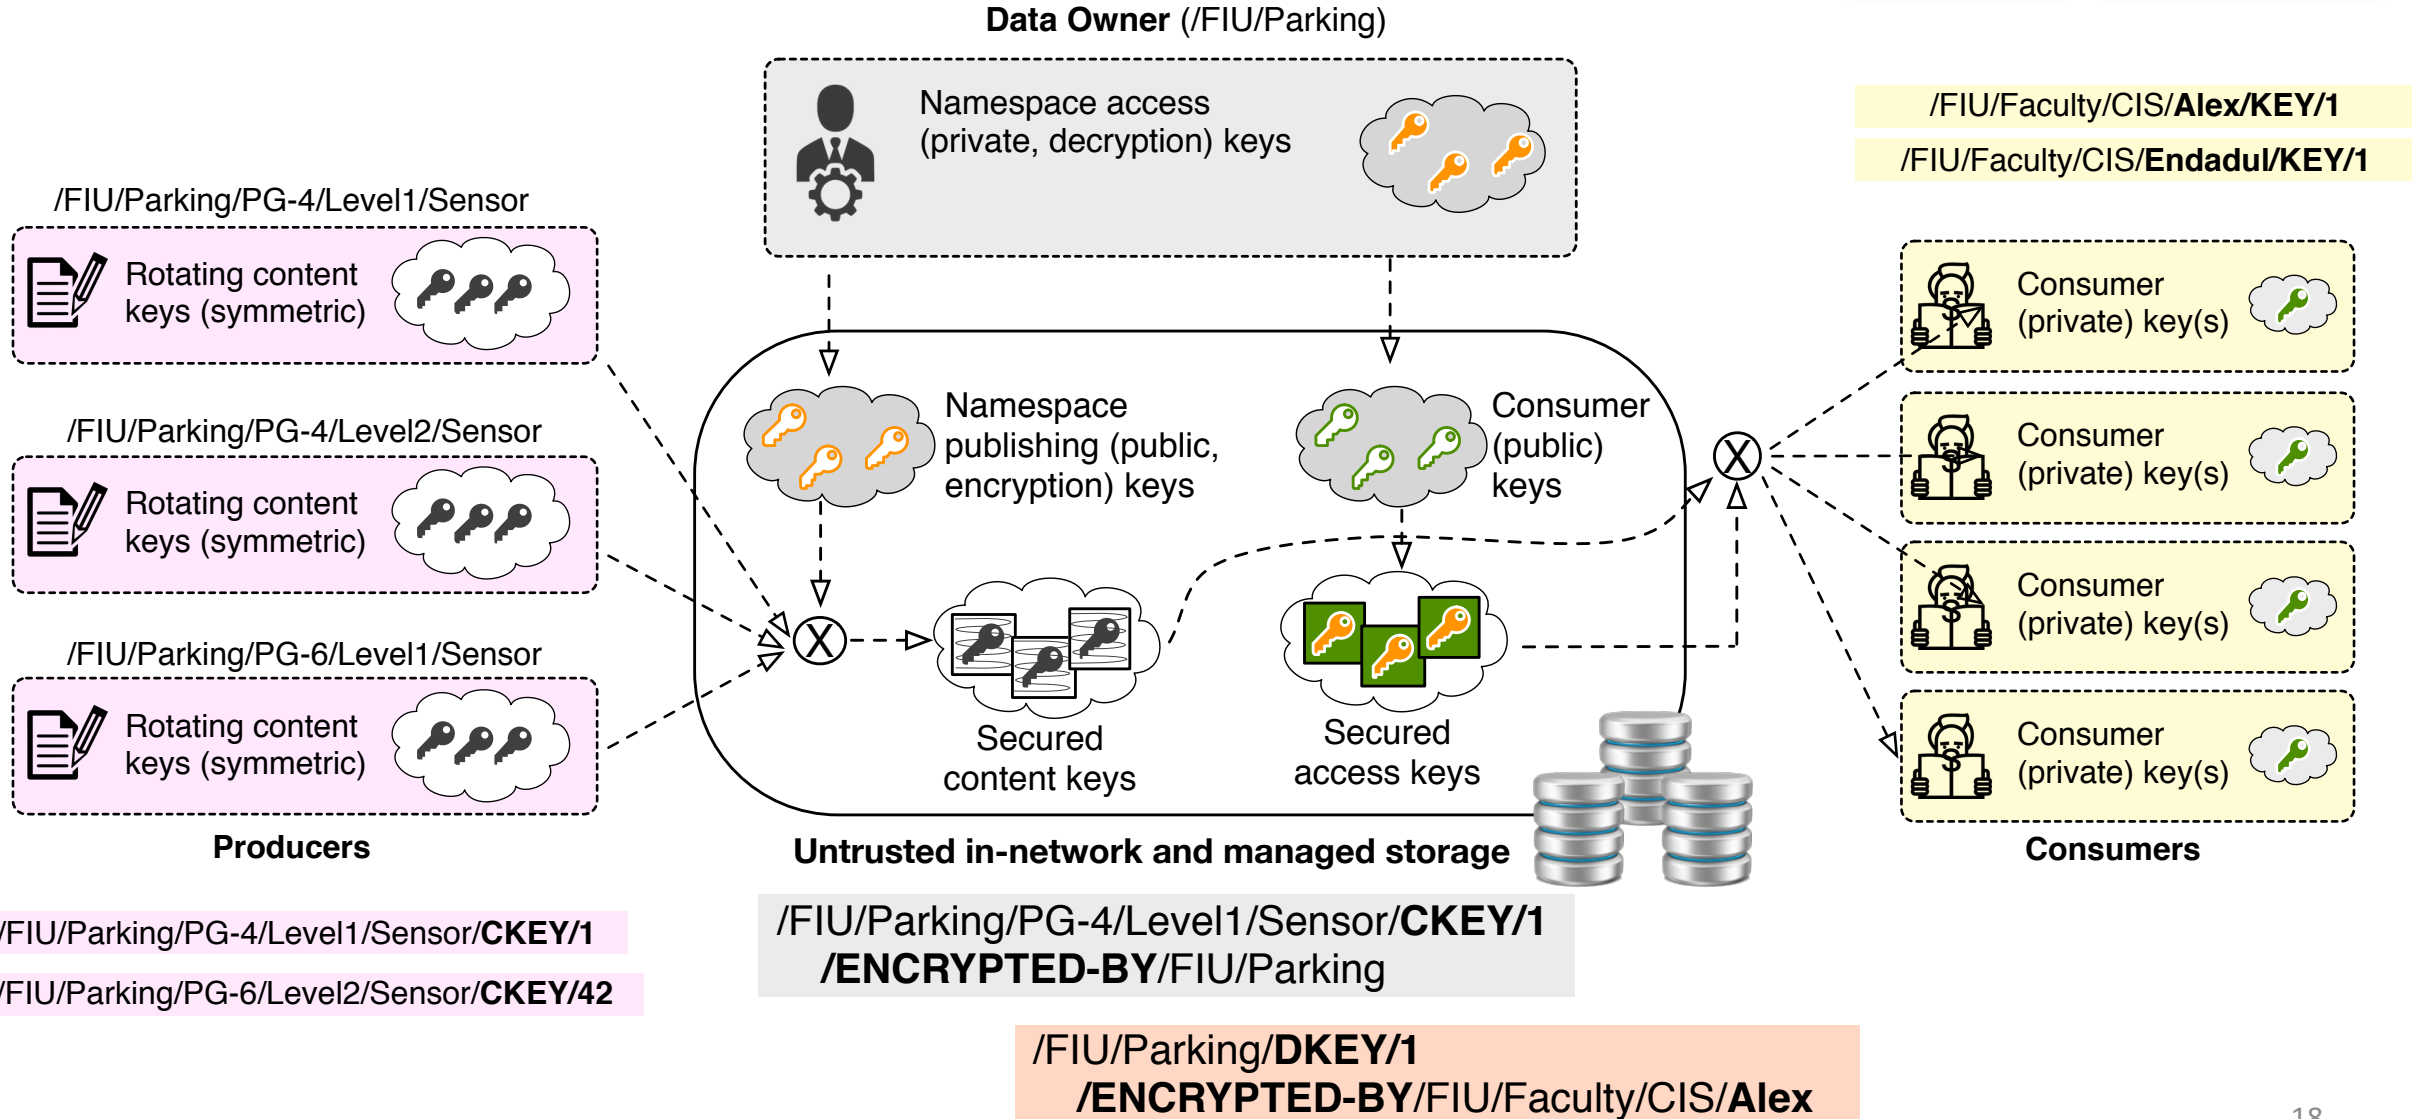 Data Owner (/FIU/Parking)
Namespace access
(private, decryption) keys
/FIU/Faculty/CIS/Alex/KEY/1
/FIU/Faculty/CIS/Endadul/KEY/1
/FIU/Parking/PG-4/Level1/Sensor
Rotating content
keys (symmetric)
/FIU/Parking/PG-4/Level2/Sensor
Rotating content
keys (symmetric)
/FIU/Parking/PG-6/Level1/Sensor
Rotating content
keys (symmetric)
Producers
Namespace
publishing (public,
encryption) keys
Consumer
(public)
keys
X
X
Secured
content keys
Secured
access keys
Untrusted in-network and managed storage
Consumer
(private) key(s)
Consumer
(private) key(s)
Consumer
(private) key(s)
Consumer
(private) key(s)
Consumers
/FIU/Parking/PG-4/Level1/Sensor/CKEY/1
/FIU/Parking/PG-6/Level2/Sensor/CKEY/42
/FIU/Parking/PG-4/Level1/Sensor/CKEY/1
/ENCRYPTED-BY/FIU/Parking
/FIU/Parking/DKEY/1
/ENCRYPTED-BY/FIU/Faculty/CIS/Alex
18